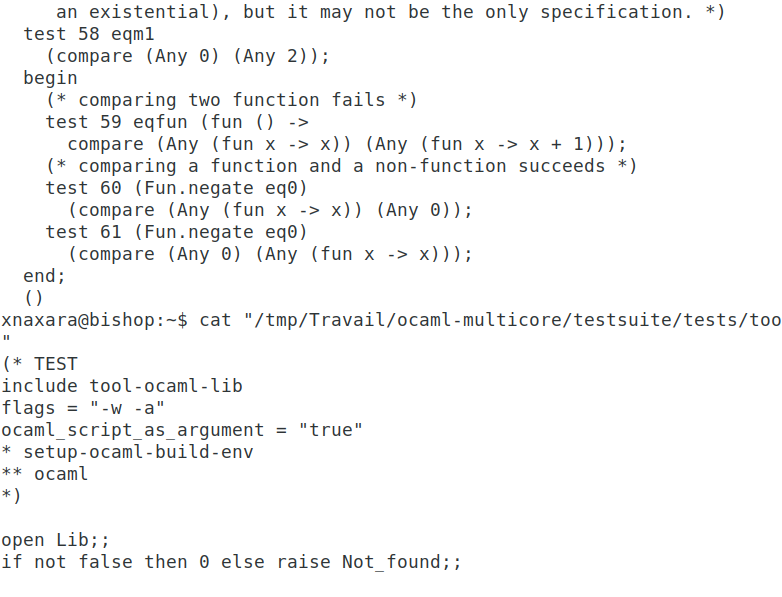 an existential), but it may not be the only specification. *)
test 58 eqm1
(compare (Any 0) (Any 2));
begin
(* comparing two function fails *)
test 59 eqfun (fun () ->
compare (Any (fun x -> x)) (Any (fun x -> x + 1)));
(* comparing a function and a non-function succeeds *)
test 60 (Fun.negate eq0)
(compare (Any (fun x -> x)) (Any 0));
test 61 (Fun.negate eq0)
(compare (Any 0) (Any (fun x -> x)));
end;
()
xnaxara@bishop:~$ cat "/tmp/Travail/ocaml-multicore/testsuite/tests/too
"
(* TEST
include tool-ocaml-lib
flags = "-w -a"
ocaml_script_as_argument = "true"
* setup-ocaml-build-env
** ocaml
*)
open Lib;;
if not false then 0 else raise Not_found;;